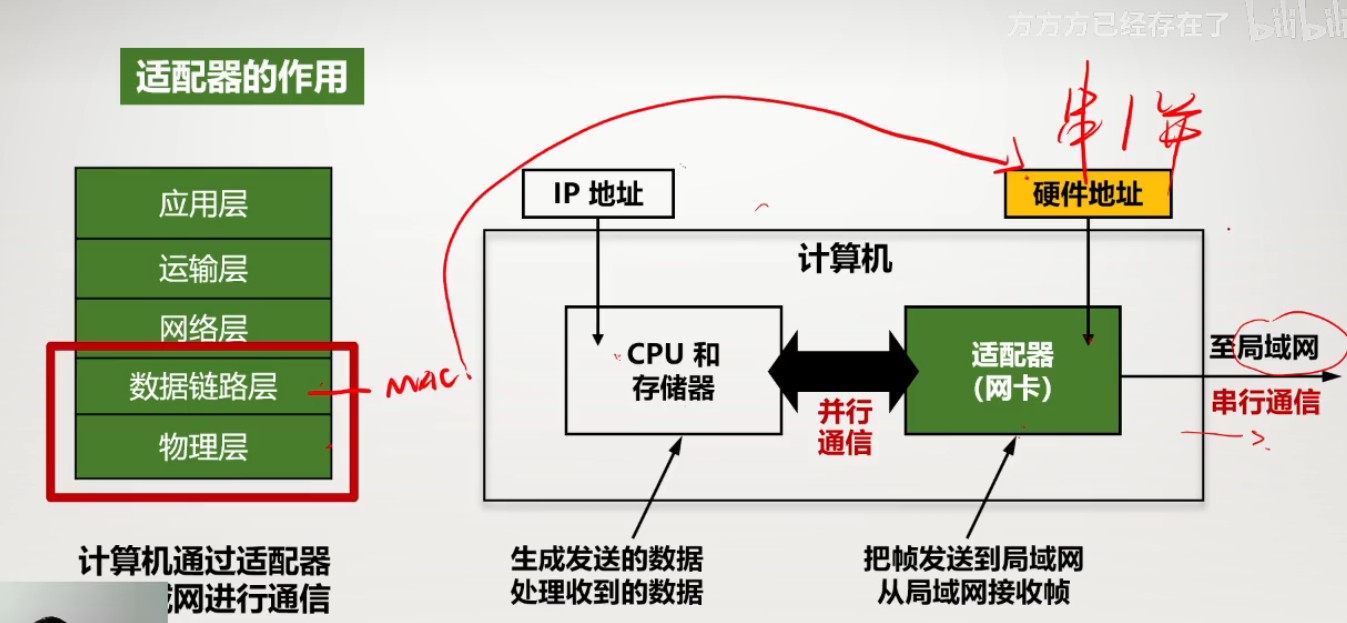 方方方已经存在了 bilibili
适配器的作用
串/并
应用层
运输层
网络层
数据链路层
物理层
mac
IP 地址
硬件地址
计算机
CPU 和
存储器
并行
通信
适配器
（网卡）
至局域网
串行通信
计算机通过适配器
域网进行通信
生成发送的数据
处理收到的数据
把帧发送到局域网
从局域网接收帧